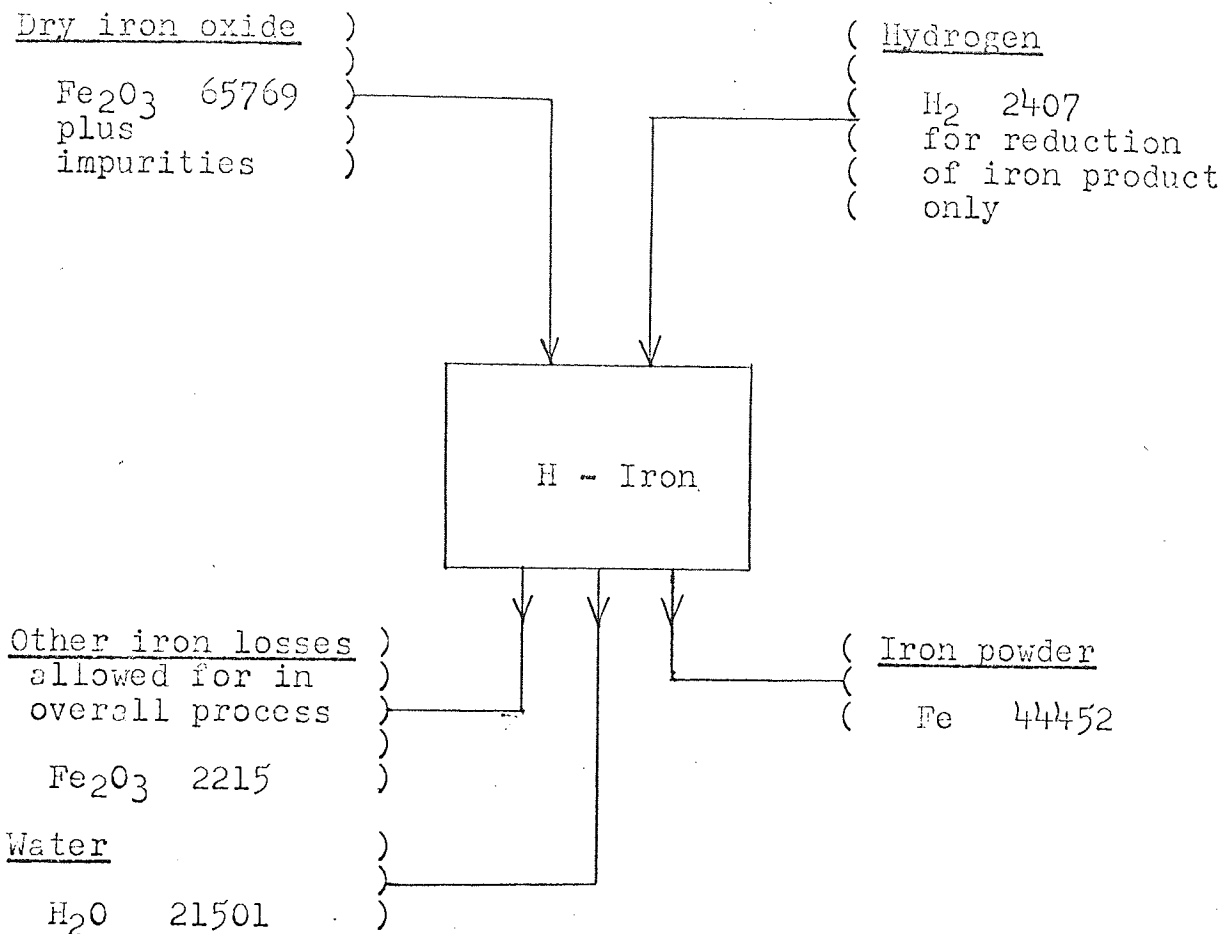 Dry iron oxide
Fe2O3 65769
plus
impurities
Hydrogen
H2 2407
for reduction
of iron product
only
H - Iron
Other iron losses
allowed for in
overall process
Fe2O3 2215
Water
H2O 21501
Iron powder
Fe 44452